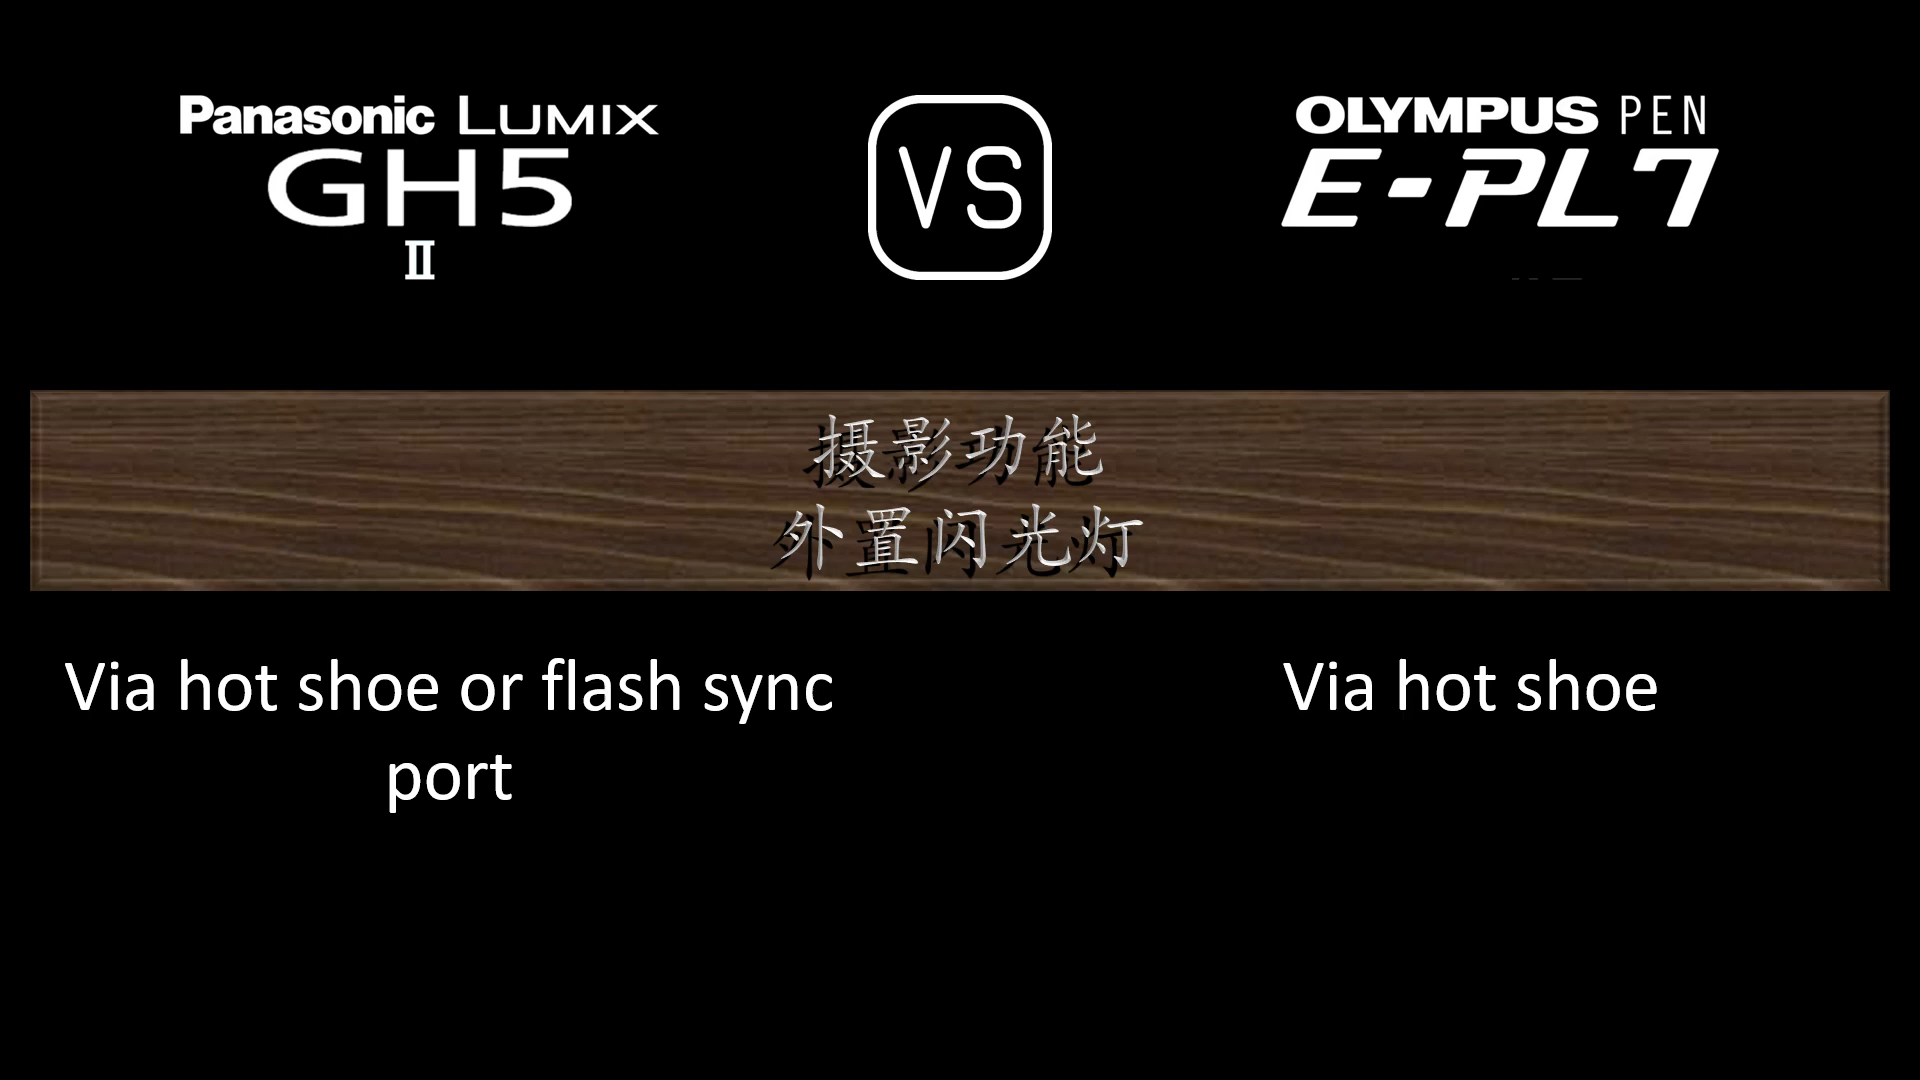 Panasonic LUMIX
GH5
II
VS
OLYMPUS PEN
E-PL7
摄影功能
外置闪光灯
Via hot shoe or flash sync
port
Via hot shoe